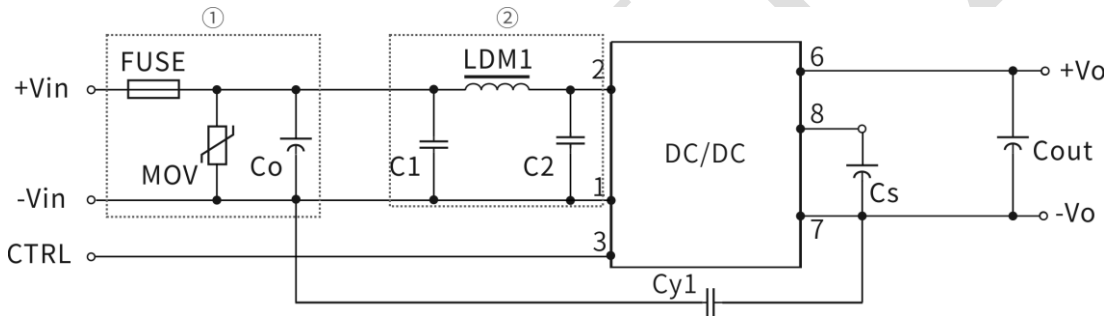 ① ②
FUSE LDM1
+Vin 2 6 +Vo
8
MOV Co C1 C2 DC/DC Cs Cout
-Vin 1 7 -Vo
CTRL 3
Cy1